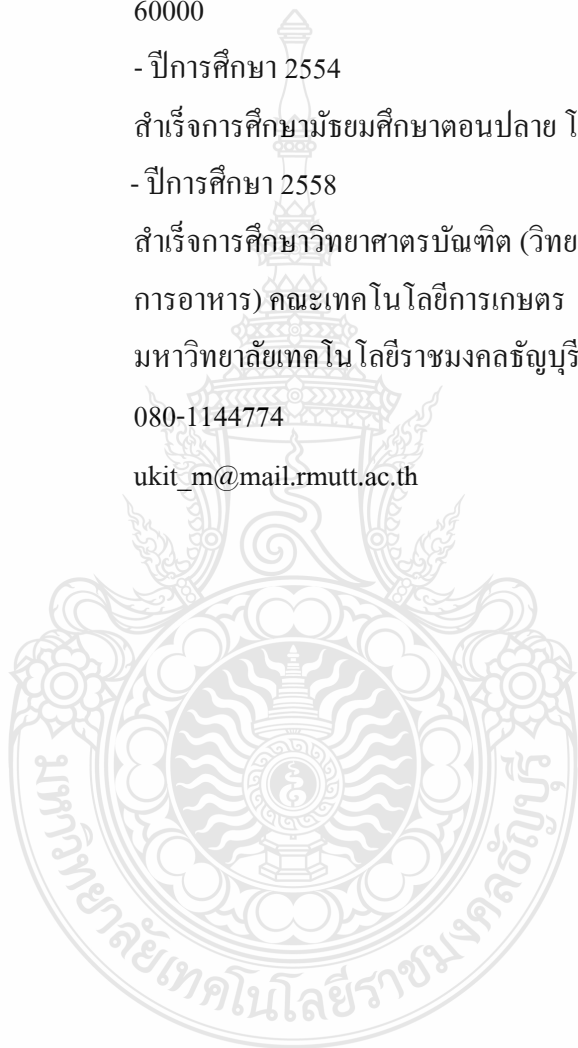 60000
- ปีการศึกษา 2554
สำเร็จการศึกษามัธยมศึกษาตอนปลาย โ
- ปีการศึกษา 2558
สำเร็จการศึกษาวิทยาศาตรบัณฑิต (วิทย
การอาหาร) คณะเทคโนโลยีการเกษตร
มหาวิทยาลัยเทคโนโลยีราชมงคลธัญบุรี
080-1144774
ukit_m@mail.rmutt.ac.th
มหาวิทยาลัยเทคโนโลยีราชมงคลธัญบุรี